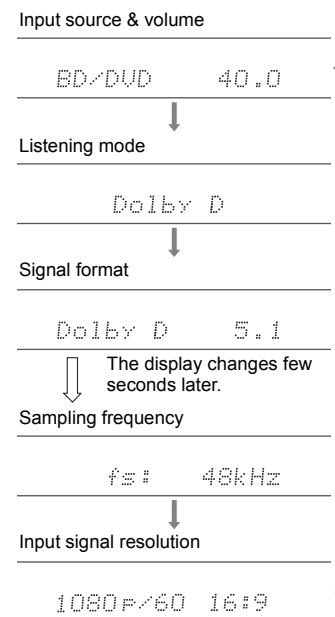 Input source & volume
BD/DVD 40.0
Listening mode
Dolby D
Signal format
Dolby D 5.1
The display changes few
seconds later.
Sampling frequency
fs: 48kHz
Input signal resolution
1080p/60 16:9